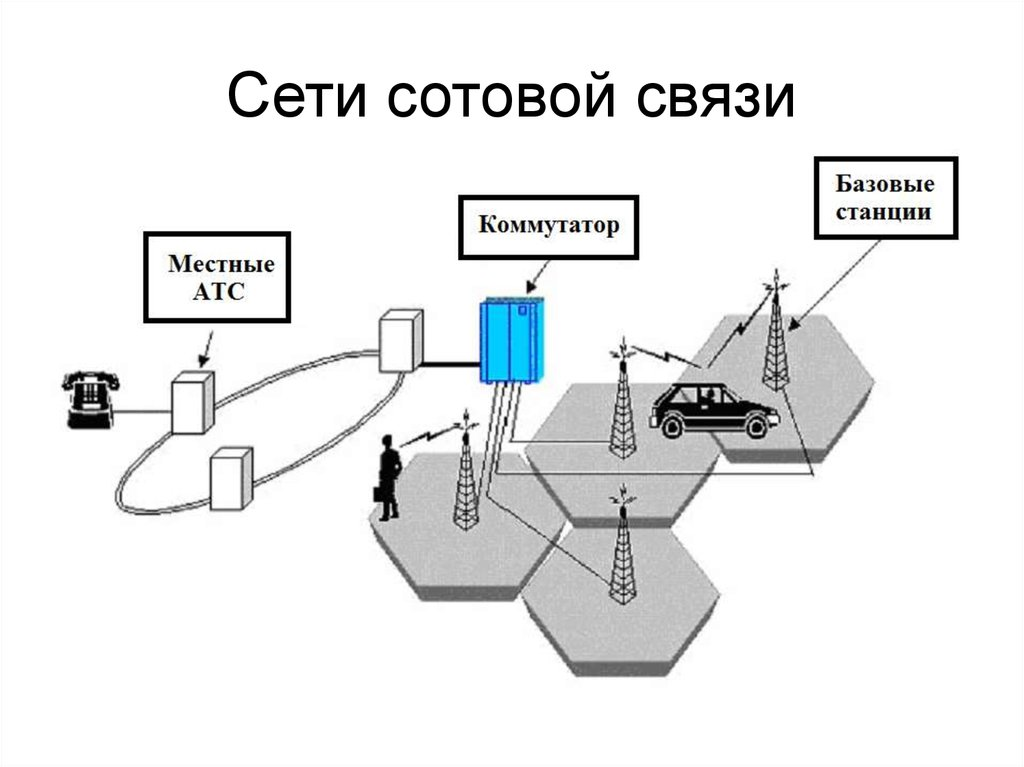 Сети сотовой связи
Базовые
станции
Коммутатор
Местные
АТС